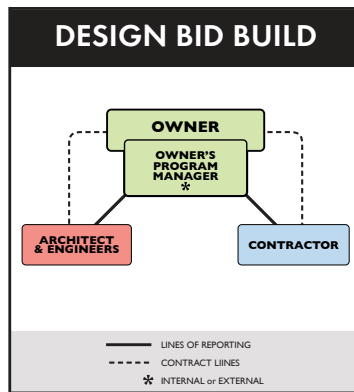 DESIGN BID BUILD
OWNER
OWNER'S
PROGRAM
MANAGER
*
ARCHITECT
& ENGINEERS
CONTRACTOR
LINES OF REPORTING
CONTRACT LIINES
* INTERNAL or EXTERNAL